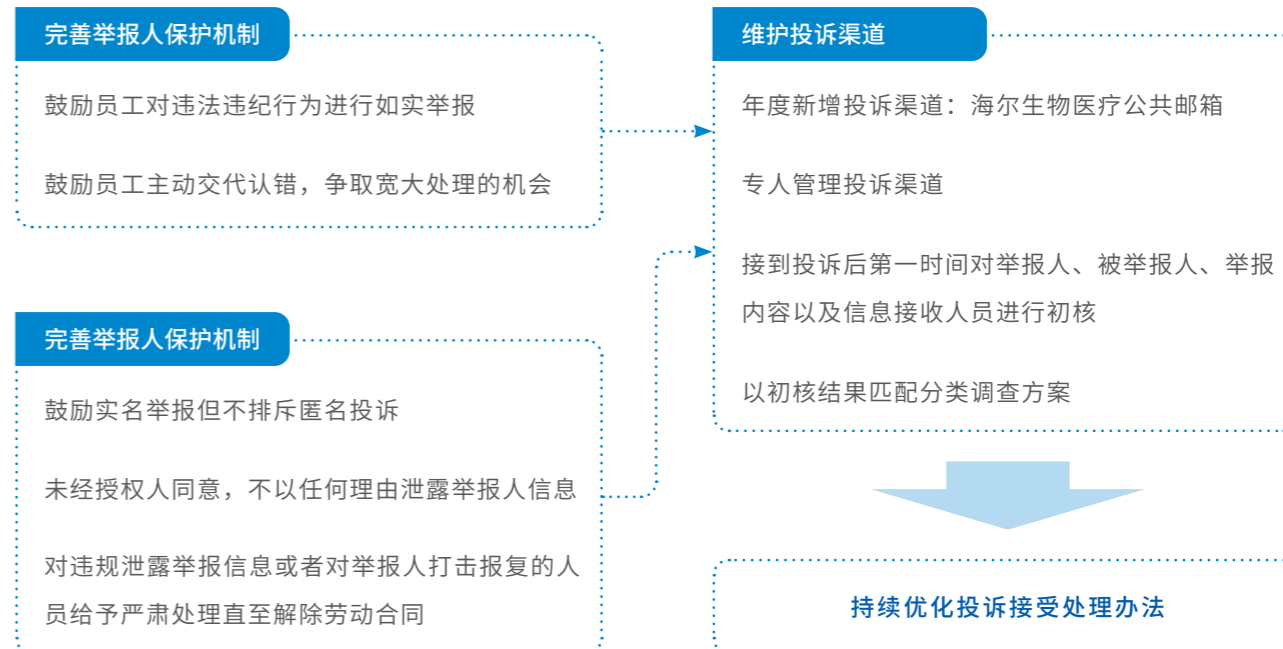 完善举报人保护机制
鼓励员工对违法违纪行为进行如实举报
鼓励员工主动交代认错，争取宽大处理的机会
完善举报人保护机制
鼓励实名举报但不排斥匿名投诉
未经授权人同意，不以任何理由泄露举报人信息
对违规泄露举报信息或者对举报人打击报复的人
员给予严肃处理直至解除劳动合同
维护投诉渠道
年度新增投诉渠道：海尔生物医疗公共邮箱
专人管理投诉渠道
接到投诉后第一时间对举报人、被举报人、举报
内容以及信息接收人员进行初核
以初核结果匹配分类调查方案
持续优化投诉接受处理办法